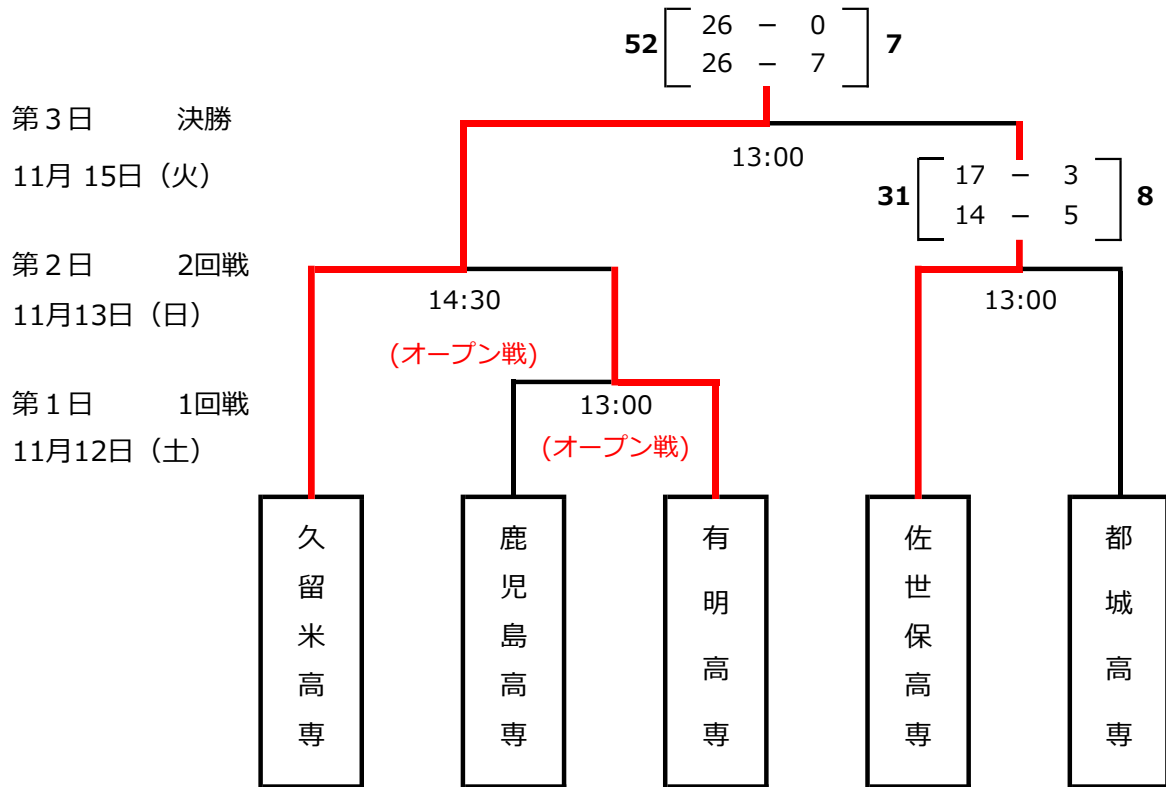 52 26 － 0 7
26 － 7
第３日 決勝
13:00
11月 15日（火）
31 17 － 3 8
14 － 5
第２日 2回戦
14:30
13:00
11月13日（日）
(オープン戦)
第１日 1回戦
13:00
11月12日（土）
(オープン戦)
久留米高専
鹿児島高専
有明高専
佐世保高専
都城高専